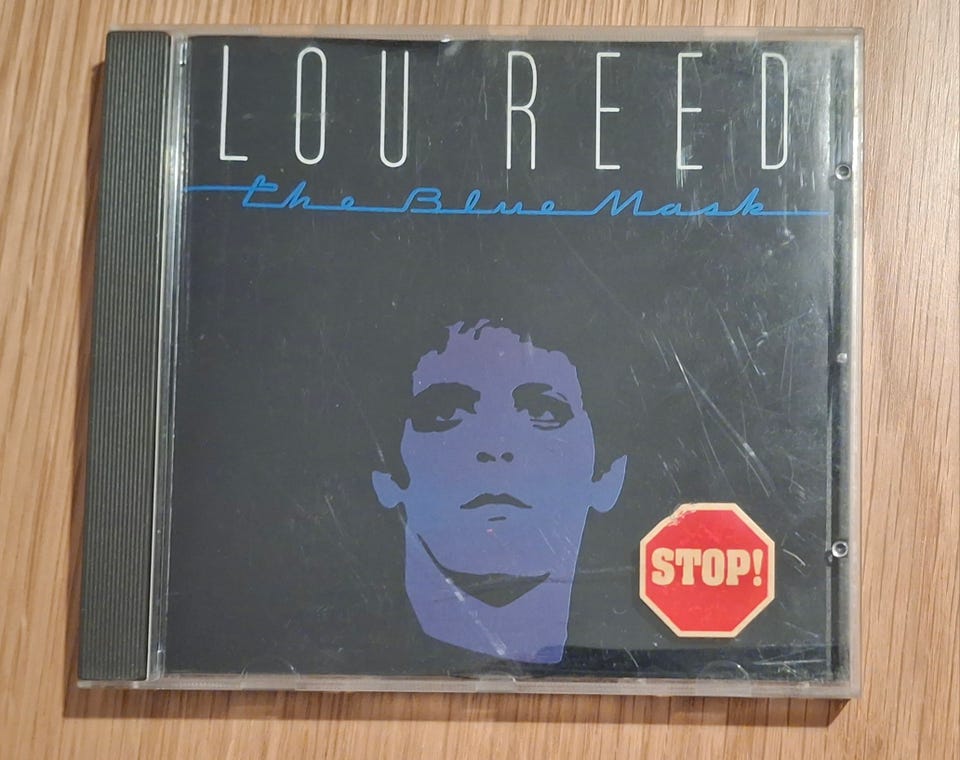 LOU REED
The Blue Mask
STOP!